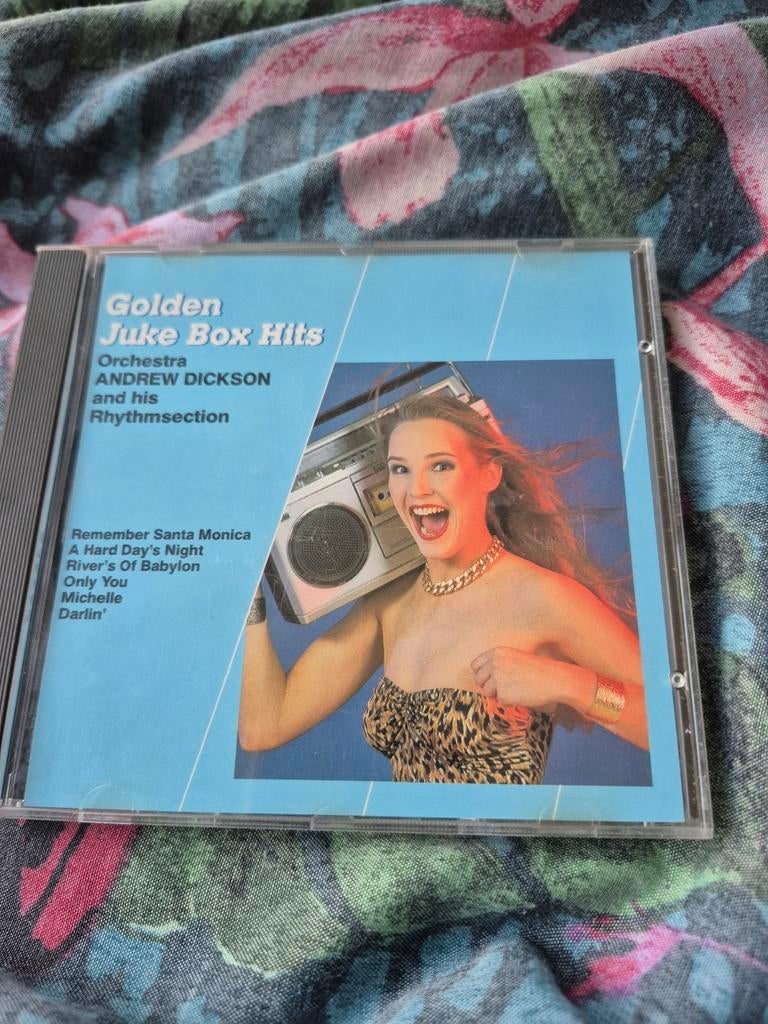 Golden
Juke Box Hits
Orchestra
ANDREW DICKSON
and his
Rhythmsection
Remember Santa Monica
A Hard Day's Night
River's Of Babylon
Only You
Michelle
Darlin'